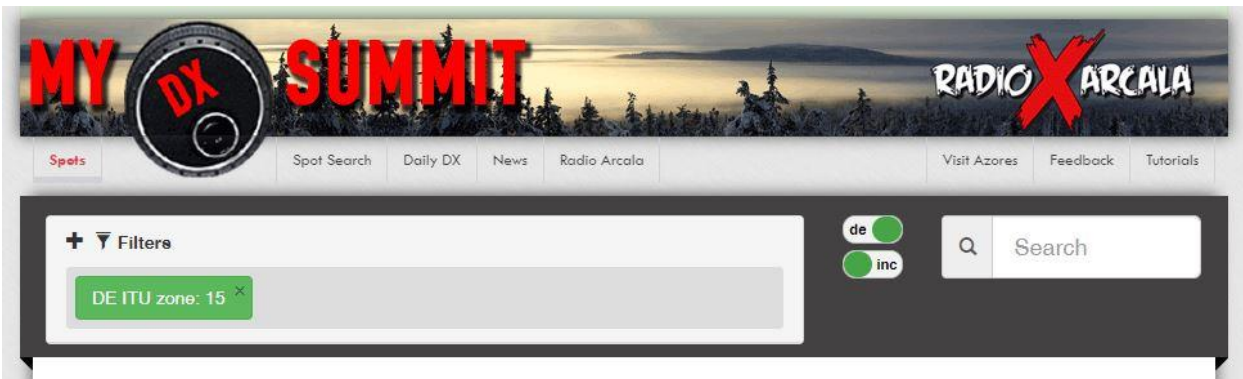 MY DX SUMMIT
RADIO X ARCALA
Spots Spot Search Daily DX News Radio Arcala Visit Azores Feedback Tutorials
Filters
de
inc
Search
DE ITU zone: 15 ×